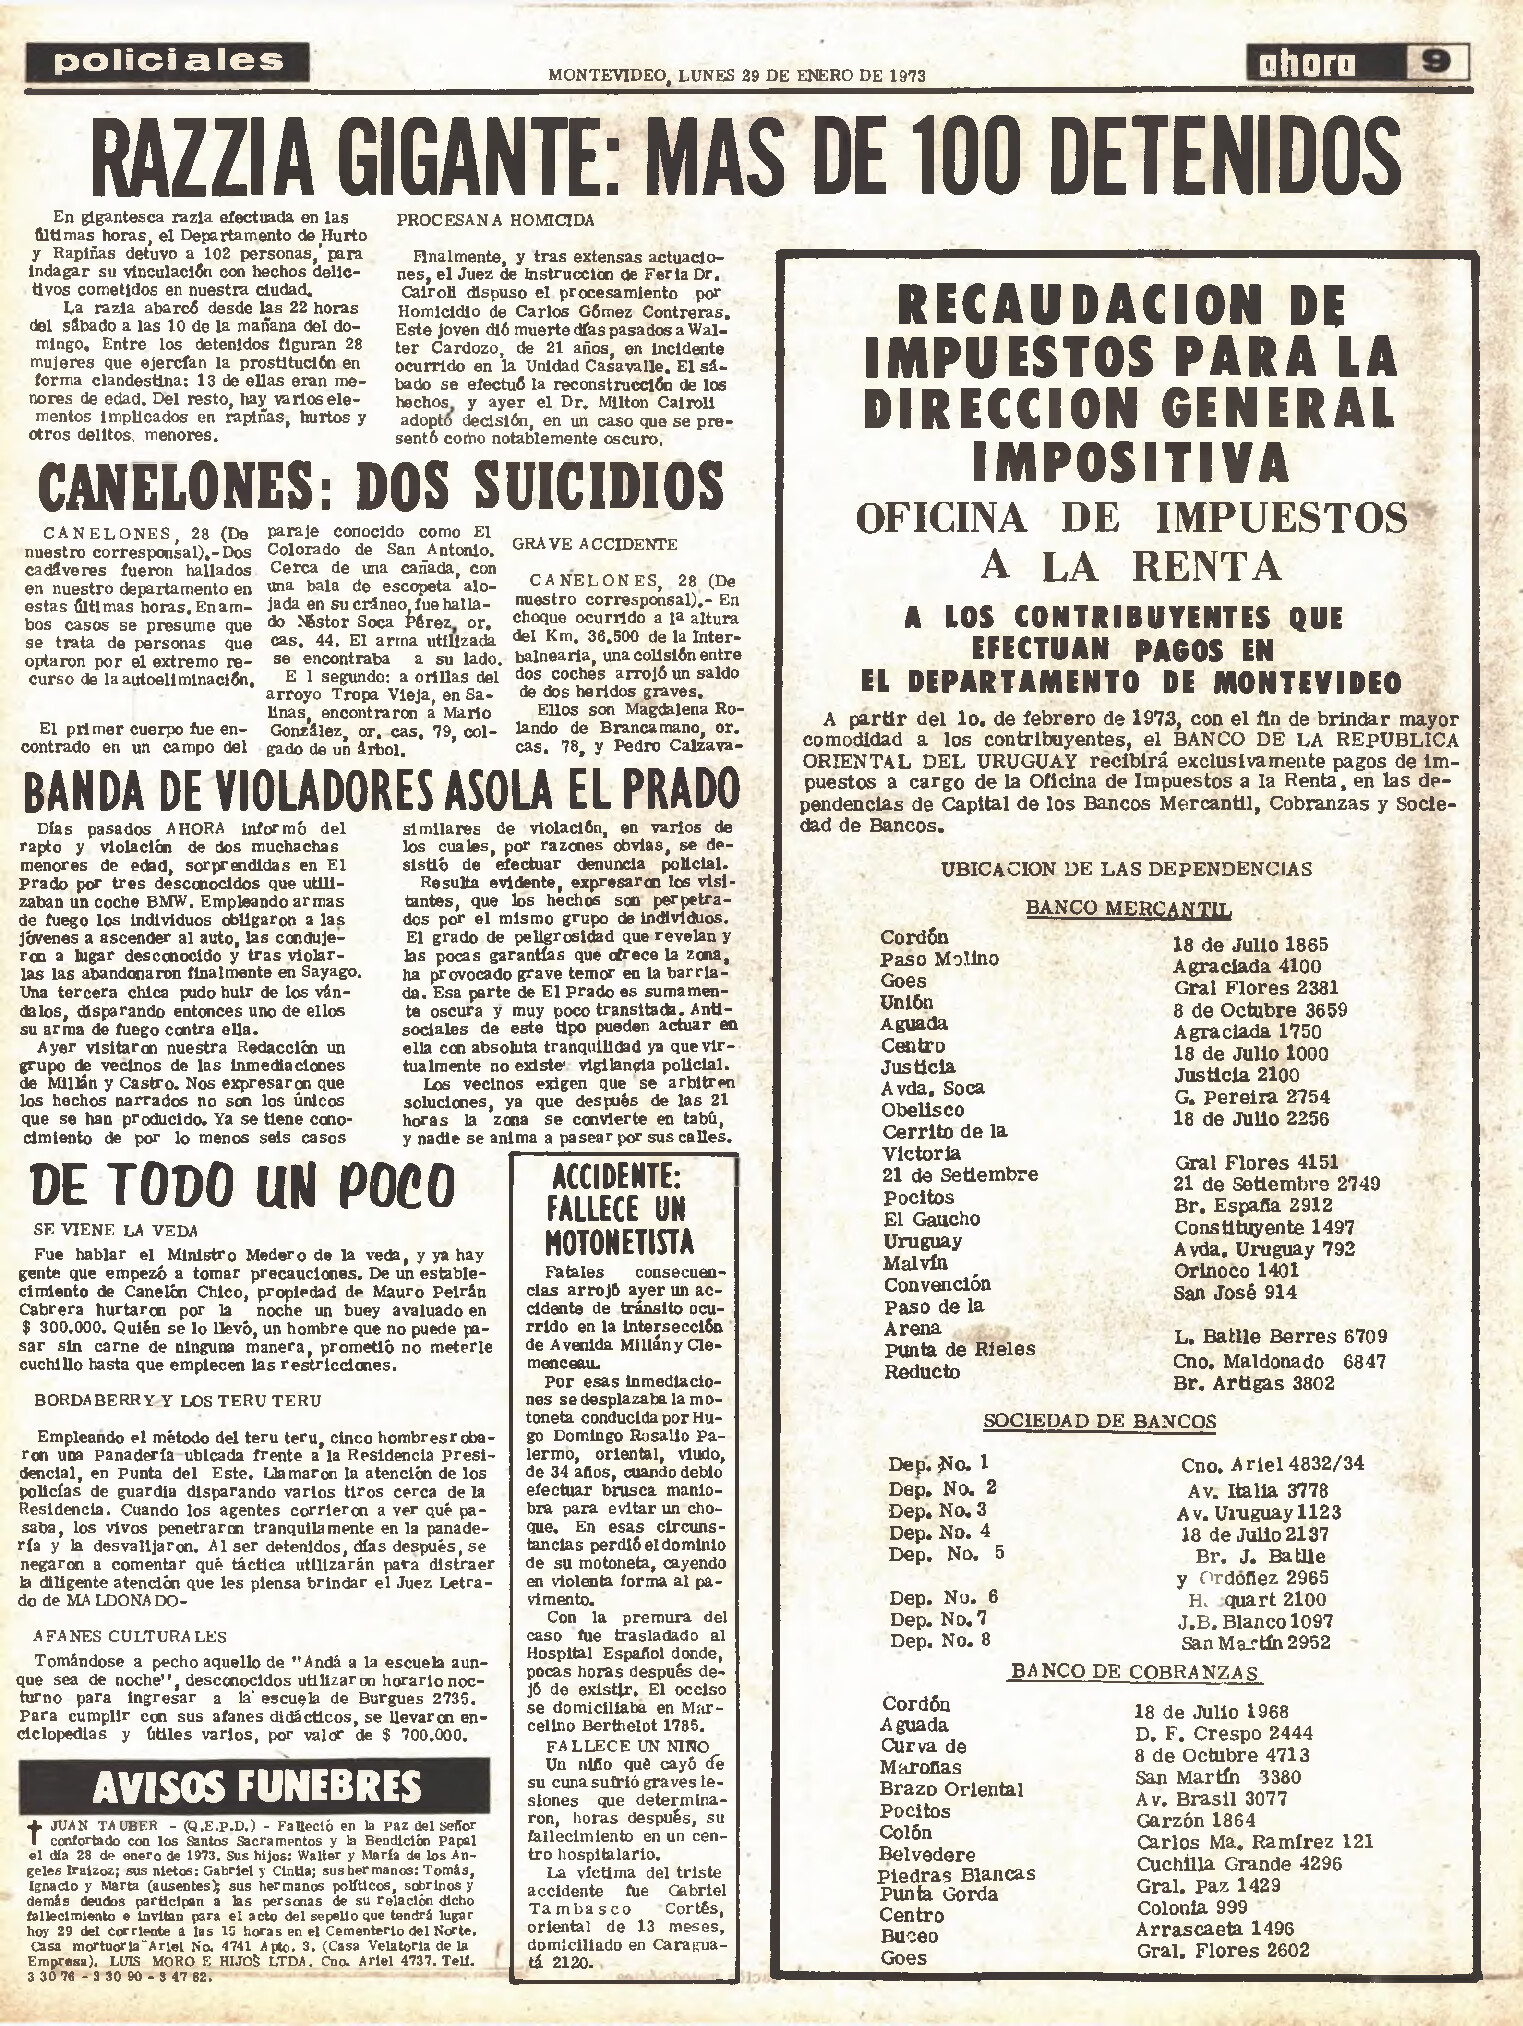 policiales
MONTEVIDEO, LUNES 29 DE ENERO DE 1973
ahora 9
RAZZIA GIGANTE: MAS DE 100 DETENIDOS
En gigantesca razia efectuada en las
últimas horas, el Departamento de Hurto
y Rapiñas detuvo a 102 personas, para
indagar su vinculación con hechos delic-
tivos cometidos en nuestra ciudad.
La razia abarcó desde las 22 horas
del sábado a las 10 de la mañana del do-
mingo. Entre los detenidos figuran 28
mujeres que ejercían la prostitución en
forma clandestina: 13 de ellas eran me-
nores de edad. Del resto, hay varios ele-
mentos implicados en rapiñas, hurtos y
otros delitos. menores.
PROCESAN A HOMICIDA
Finalmente, y tras extensas actuacio-
nes, el Juez de Instrucción de Feria Dr.
Cairoli dispuso el procesamiento por
Homicidio de Carlos Gómez Contreras.
Este joven dió muerte días pasados a Wal-
ter Cardozo, de 21 años, en incidente
ocurrido en la Unidad Casavalle. El sá-
bado se efectuó la reconstrucción de los
hechos, y ayer el Dr. Milton Cairoli
adoptó decisión, en un caso que se pre-
sentó como notablemente oscuro.
CANELONES: DOS SUICIDIOS
CANELONES, 28 (De
nuestro corresponsal).-Dos
cadáveres fueron hallados
en nuestro departamento en
estas últimas horas. En am-
bos casos se presume que
se trata de personas que
optaron por el extremo re-
curso de la autoeliminación.
El primer cuerpo fue en-
contrado en un campo del
paraje conocido como El
Colorado de San Antonio.
Cerca de una cañada, con
una bala de escopeta alo-
jada en su cráneo, fue halla-
do Néstor Soca Pérez, or.
cas. 44. El arma utilizada
se encontraba a su lado.
E l segundo: a orillas del
arroyo Tropa Vieja, en Sa-
linas, encontraron a Mario
González, or. cas. 79, col-
gado de un árbol.
GRAVE ACCIDENTE
CANELONES, 28 (De
nuestro corresponsal).- En
choque ocurrido a 1ª altura
del Km. 36.500 de la Inter-
balnearia, una colisión entre
dos coches arrojó un saldo
de dos heridos graves.
Ellos son Magdalena Ro-
lando de Brancamano, or.
cas. 78, y Pedro Calzava-
BANDA DE VIOLADORES ASOLA EL PRADO
Días pasados AHORA informó del
rapto y violación de dos muchachas
menores de edad, sorprendidas en El
Prado por tres desconocidos que utili-
zaban un coche BMW. Empleando armas
de fuego los individuos obligaron a las
jóvenes a ascender al auto, las conduje-
ron a lugar desconocido y tras violar-
las las abandonaron finalmente en Sayago.
Una tercera chica pudo huir de los ván-
dalos, disparando entonces uno de ellos
su arma de fuego contra ella.
Ayer visitaron nuestra Redacción un
grupo de vecinos de las inmediaciones
de Millán y Castro. Nos expresaron que
los hechos narrados no son los únicos
que se han producido. Ya se tiene cono-
cimiento de por lo menos seis casos
similares de violación, en varios de
los cuales, por razones obvias, se de-
sistió de efectuar denuncia policial.
Resulta evidente, expresaron los visi-
tantes, que los hechos son perpetra-
dos por el mismo grupo de individuos.
El grado de peligrosidad que revelan y
las pocas garantías que ofrece la zona,
ha provocado grave temor en la barria-
da. Esa parte de El Prado es sumamen-
te oscura y muy poco transitada. Anti-
sociales de este tipo pueden actuar en
ella con absoluta tranquilidad ya que vir-
tualmente no existe vigilancia policial.
Los vecinos exigen que se arbitren
soluciones, ya que después de las 21
horas la zona se convierte en tabú,
y nadie se anima a pasear por sus calles.
DE TODO UN POCO
SE VIENE LA VEDA
Fue hablar el Ministro Medero de la veda, y ya hay
gente que empezó a tomar precauciones. De un estable-
cimiento de Canelón Chico, propiedad de Mauro Peirán
Cabrera hurtaron por la noche un buey avaluado en
$ 300.000. Quién se lo llevó, un hombre que no puede pa-
sar sin carne de ninguna manera, prometió no meterle
cuchillo hasta que empiecen las restricciones.
BORDABERRY Y LOS TERU TERU
Empleando el método del teru teru, cinco hombres roba-
ron una Panadería ubicada frente a la Residencia Presi-
dencial, en Punta del Este. Llamaron la atención de los
policías de guardia disparando varios tiros cerca de la
Residencia. Cuando los agentes corrieron a ver qué pa-
saba, los vivos penetraron tranquilamente en la panade-
ría y la desvalijaron. Al ser detenidos, días después, se
negaron a comentar qué táctica utilizarán para distraer
la diligente atención que les piensa brindar el Juez Letra-
do de MALDONADO-
AFANES CULTURALES
Tomándose a pecho aquello de "Andá a la escuela aun-
que sea de noche", desconocidos utilizaron horario noc-
turno para ingresar a la escuela de Burgues 2735.
Para cumplir con sus afanes didácticos, se llevaron en-
ciclopedias y útiles varios, por valor de $ 700.000.
AVISOS FUNEBRES
† JUAN TAUBER - (Q.E.P.D.) - Falleció en la Paz del Señor
confortado con los Santos Sacramentos y la Bendición Papal
el día 28 de enero de 1973. Sus hijos: Walter y María de los An-
geles Iraizoz; sus nietos: Gabriel y Cintia; sus hermanos: Tomás,
Ignacio y Marta (ausentes); sus hermanos políticos, sobrinos y
demás deudos participan a las personas de su relación dicho
fallecimiento e invitan para el acto del sepelio que tendrá lugar
hoy 29 del corriente a las 15 horas en el Cementerio del Norte.
Casa mortuoria Ariel No. 4741 Apto. 3. (Casa Velatoria de la
Empresa). LUIS MORO E HIJOS LTDA. Cno. Ariel 4737. Telf.
3 30 76 - 3 30 90 - 3 47 82.
ACCIDENTE:
FALLECE UN
MOTONETISTA
Fatales consecuen-
cias arrojó ayer un ac-
cidente de tránsito ocu-
rrido en la intersección
de Avenida Millán y Cle-
menceau.
Por esas inmediacio-
nes se desplazaba la mo-
toneta conducida por Hu-
go Domingo Rosalio Pa-
lermo, oriental, viudo,
de 34 años, cuando debió
efectuar brusca manio-
bra para evitar un cho-
que. En esas circuns-
tancias perdió el dominio
de su motoneta, cayendo
en violenta forma al pa-
vimento.
Con la premura del
caso fue trasladado al
Hospital Español donde,
pocas horas después de-
jó de existir. El occiso
se domiciliaba en Mar-
celino Berthelot 1785.
FALLECE UN NIÑO
Un niño que cayó de
su cuna sufrió graves le-
siones que determina-
ron, horas después, su
fallecimiento en un cen-
tro hospitalario.
La víctima del triste
accidente fue Gabriel
Tambasco Cortés,
oriental de 13 meses,
domiciliado en Caragua-
tá 2120.
RECAUDACION DE
IMPUESTOS PARA LA
DIRECCION GENERAL
IMPOSITIVA
OFICINA DE IMPUESTOS
A LA RENTA
A LOS CONTRIBUYENTES QUE
EFECTUAN PAGOS EN
EL DEPARTAMENTO DE MONTEVIDEO
A partir del 1o. de febrero de 1973, con el fin de brindar mayor
comodidad a los contribuyentes, el BANCO DE LA REPUBLICA
ORIENTAL DEL URUGUAY recibirá exclusivamente pagos de im-
puestos a cargo de la Oficina de Impuestos a la Renta, en las de-
pendencias de Capital de los Bancos Mercantil, Cobranzas y Socie-
dad de Bancos.
UBICACION DE LAS DEPENDENCIAS
BANCO MERCANTIL
Cordón 18 de Julio 1865
Paso Molino Agraciada 4100
Goes Gral Flores 2381
Unión 8 de Octubre 3659
Aguada Agraciada 1750
Centro 18 de Julio 1000
Justicia Justicia 2100
Avda. Soca G. Pereira 2754
Obelisco 18 de Julio 2256
Cerrito de la
Victoria Gral Flores 4151
21 de Setiembre 21 de Setiembre 2749
Pocitos Br. España 2912
El Gaucho Constituyente 1497
Uruguay Avda. Uruguay 792
Malvín Orinoco 1401
Convención San José 914
Paso de la
Arena L. Batlle Berres 6709
Punta de Rieles Cno. Maldonado 6847
Reducto Br. Artigas 3802
SOCIEDAD DE BANCOS
Dep. No. 1 Cno. Ariel 4832/34
Dep. No. 2 Av. Italia 3778
Dep. No. 3 Av. Uruguay 1123
Dep. No. 4 18 de Julio 2137
Dep. No. 5 Br. J. Batlle
y Ordóñez 2965
Dep. No. 6 H. quart 2100
Dep. No. 7 J.B. Blanco 1097
Dep. No. 8 San Martín 2952
BANCO DE COBRANZAS
Cordón 18 de Julio 1968
Aguada D. F. Crespo 2444
Curva de 8 de Octubre 4713
Maroñas San Martín 3380
Brazo Oriental Av. Brasil 3077
Pocitos Garzón 1864
Colón Carlos Ma. Ramírez 121
Belvedere Cuchilla Grande 4296
Piedras Blancas Gral. Paz 1429
Punta Gorda Colonia 999
Centro Arrascaeta 1496
Buceo Gral. Flores 2602
Goes